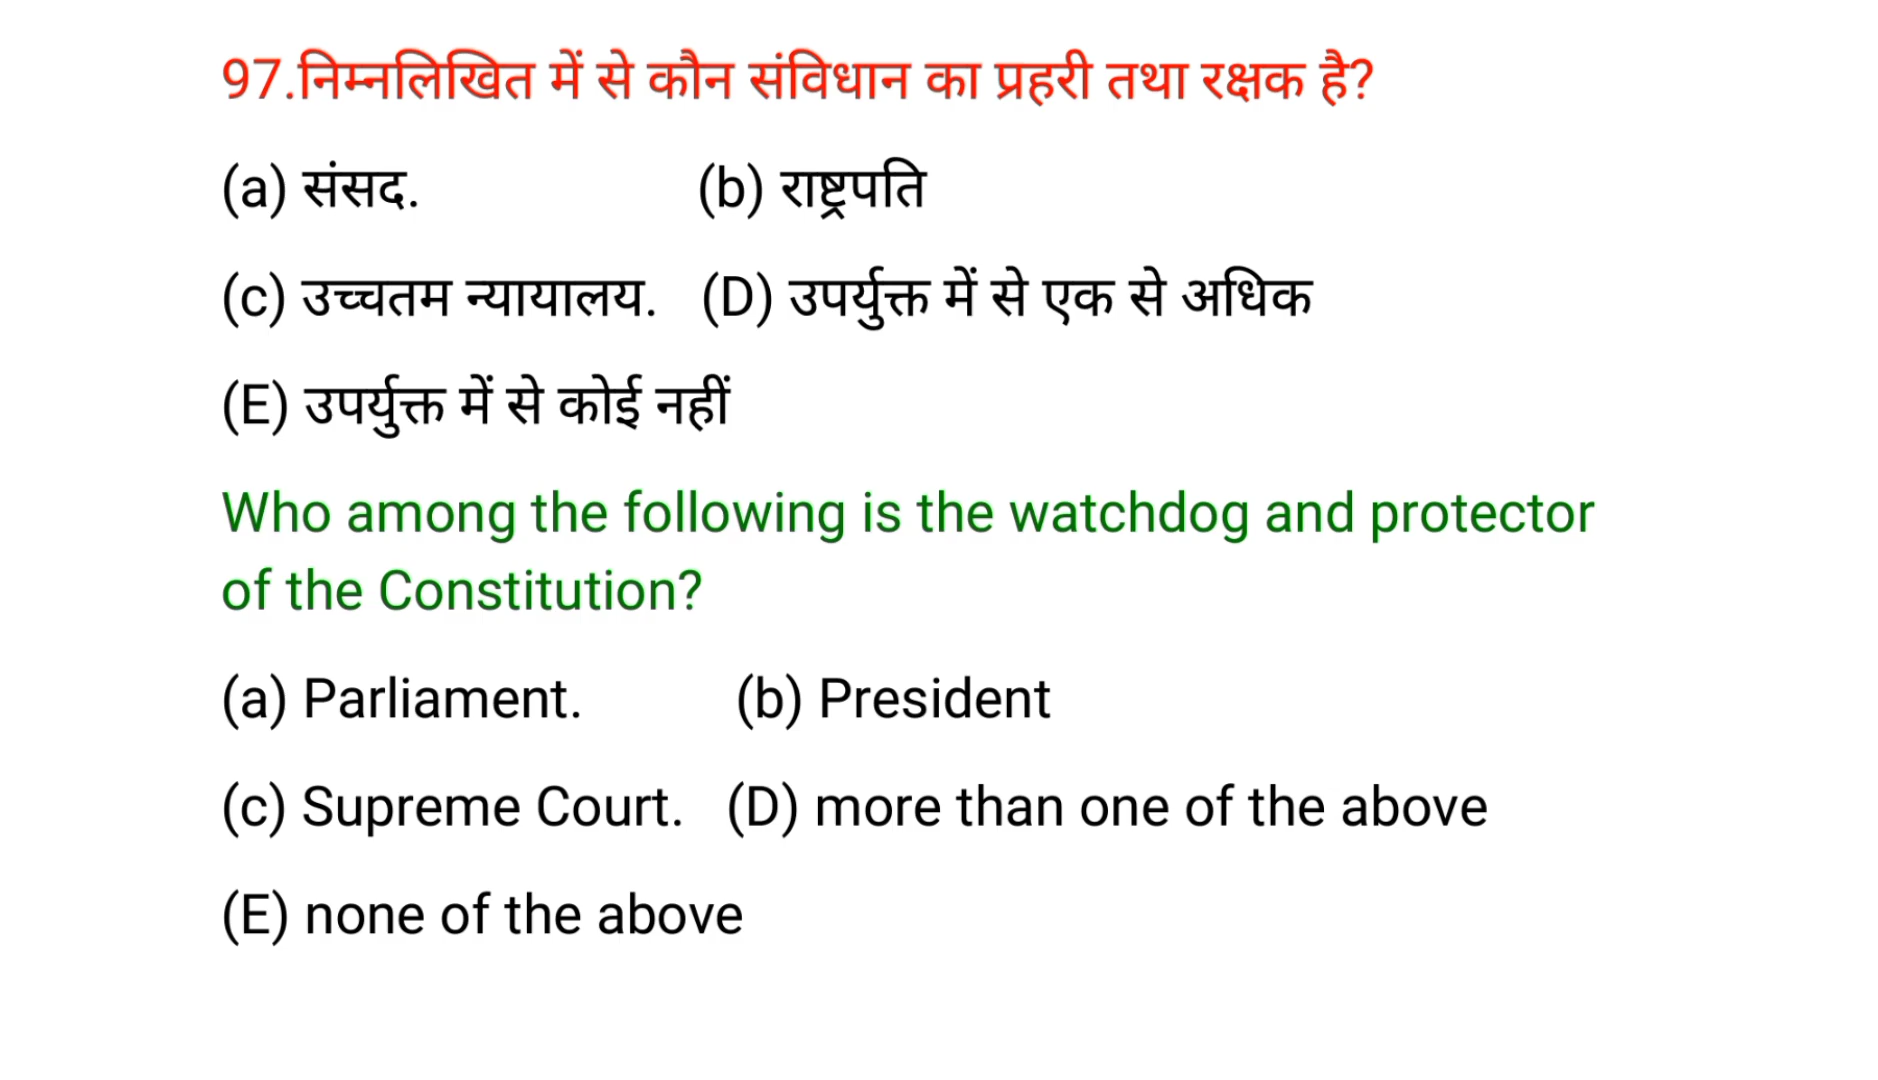 97.निम्नलिखित में से कौन संविधान का प्रहरी तथा रक्षक है?
(a) संसद. (b) राष्ट्रपति
(c) उच्चतम न्यायालय. (D) उपर्युक्त में से एक से अधिक
(E) उपर्युक्त में से कोई नहीं
Who among the following is the watchdog and protector
of the Constitution?
(a) Parliament. (b) President
(c) Supreme Court. (D) more than one of the above
(E) none of the above